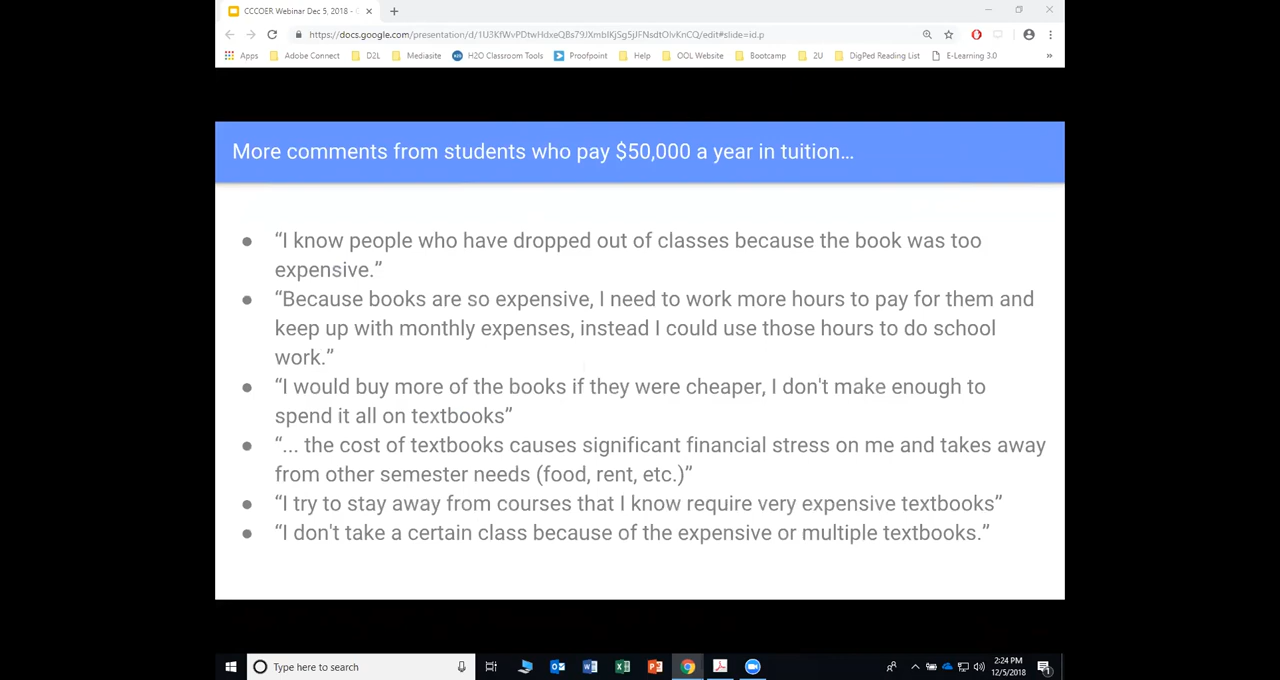 CCCOER Webinar Dec 5, 2018 -
https://docs.google.com/presentation/d/
Apps Adobe Connect D2L Mediasite H2O Classroom Tools Proofpoint Help OOL Website Bootcamp 2U DigPed Reading List E-Learning 3.0 »
More comments from students who pay $50,000 a year in tuition...
● “I know people who have dropped out of classes because the book was too
expensive.”
● “Because books are so expensive, I need to work more hours to pay for them and
keep up with monthly expenses, instead I could use those hours to do school
work.”
● “I would buy more of the books if they were cheaper, I don't make enough to
spend it all on textbooks”
● “... the cost of textbooks causes significant financial stress on me and takes away
from other semester needs (food, rent, etc.)”
● “I try to stay away from courses that I know require very expensive textbooks”
● “I don't take a certain class because of the expensive or multiple textbooks.”
Type here to search
2:24 PM
12/5/2018